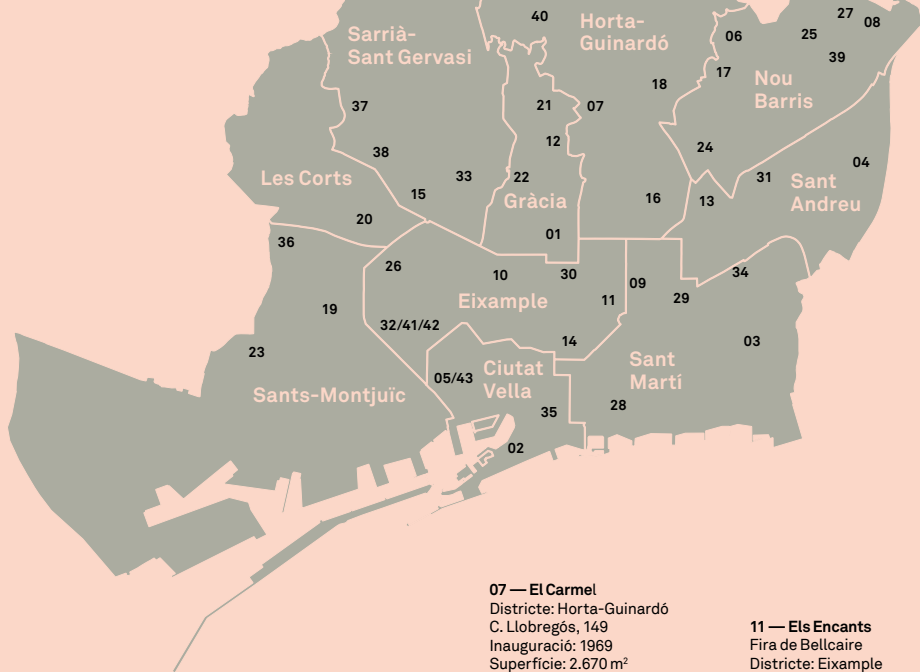 40
Horta-
Guinardó
27
08
Sarrià-
Sant Gervasi
06
25
39
17
Nou
Barris
18
37
21
07
12
24
38
04
31
Sant
Andreu
Les Corts
33
22
15
Gràcia
16
13
20
01
36
26
10
30
34
09
29
11
Eixample
19
32/41/42
14
03
23
Sant
Martí
Ciutat
Vella
05/43
Sants-Montjuïc
28
35
02
07 — El Carmel
Districte: Horta-Guinardó
C. Llobregós, 149
Inauguració: 1969
Superfície: 2.670 m²
11 — Els Encants
Fira de Bellcaire
Districte: Eixample